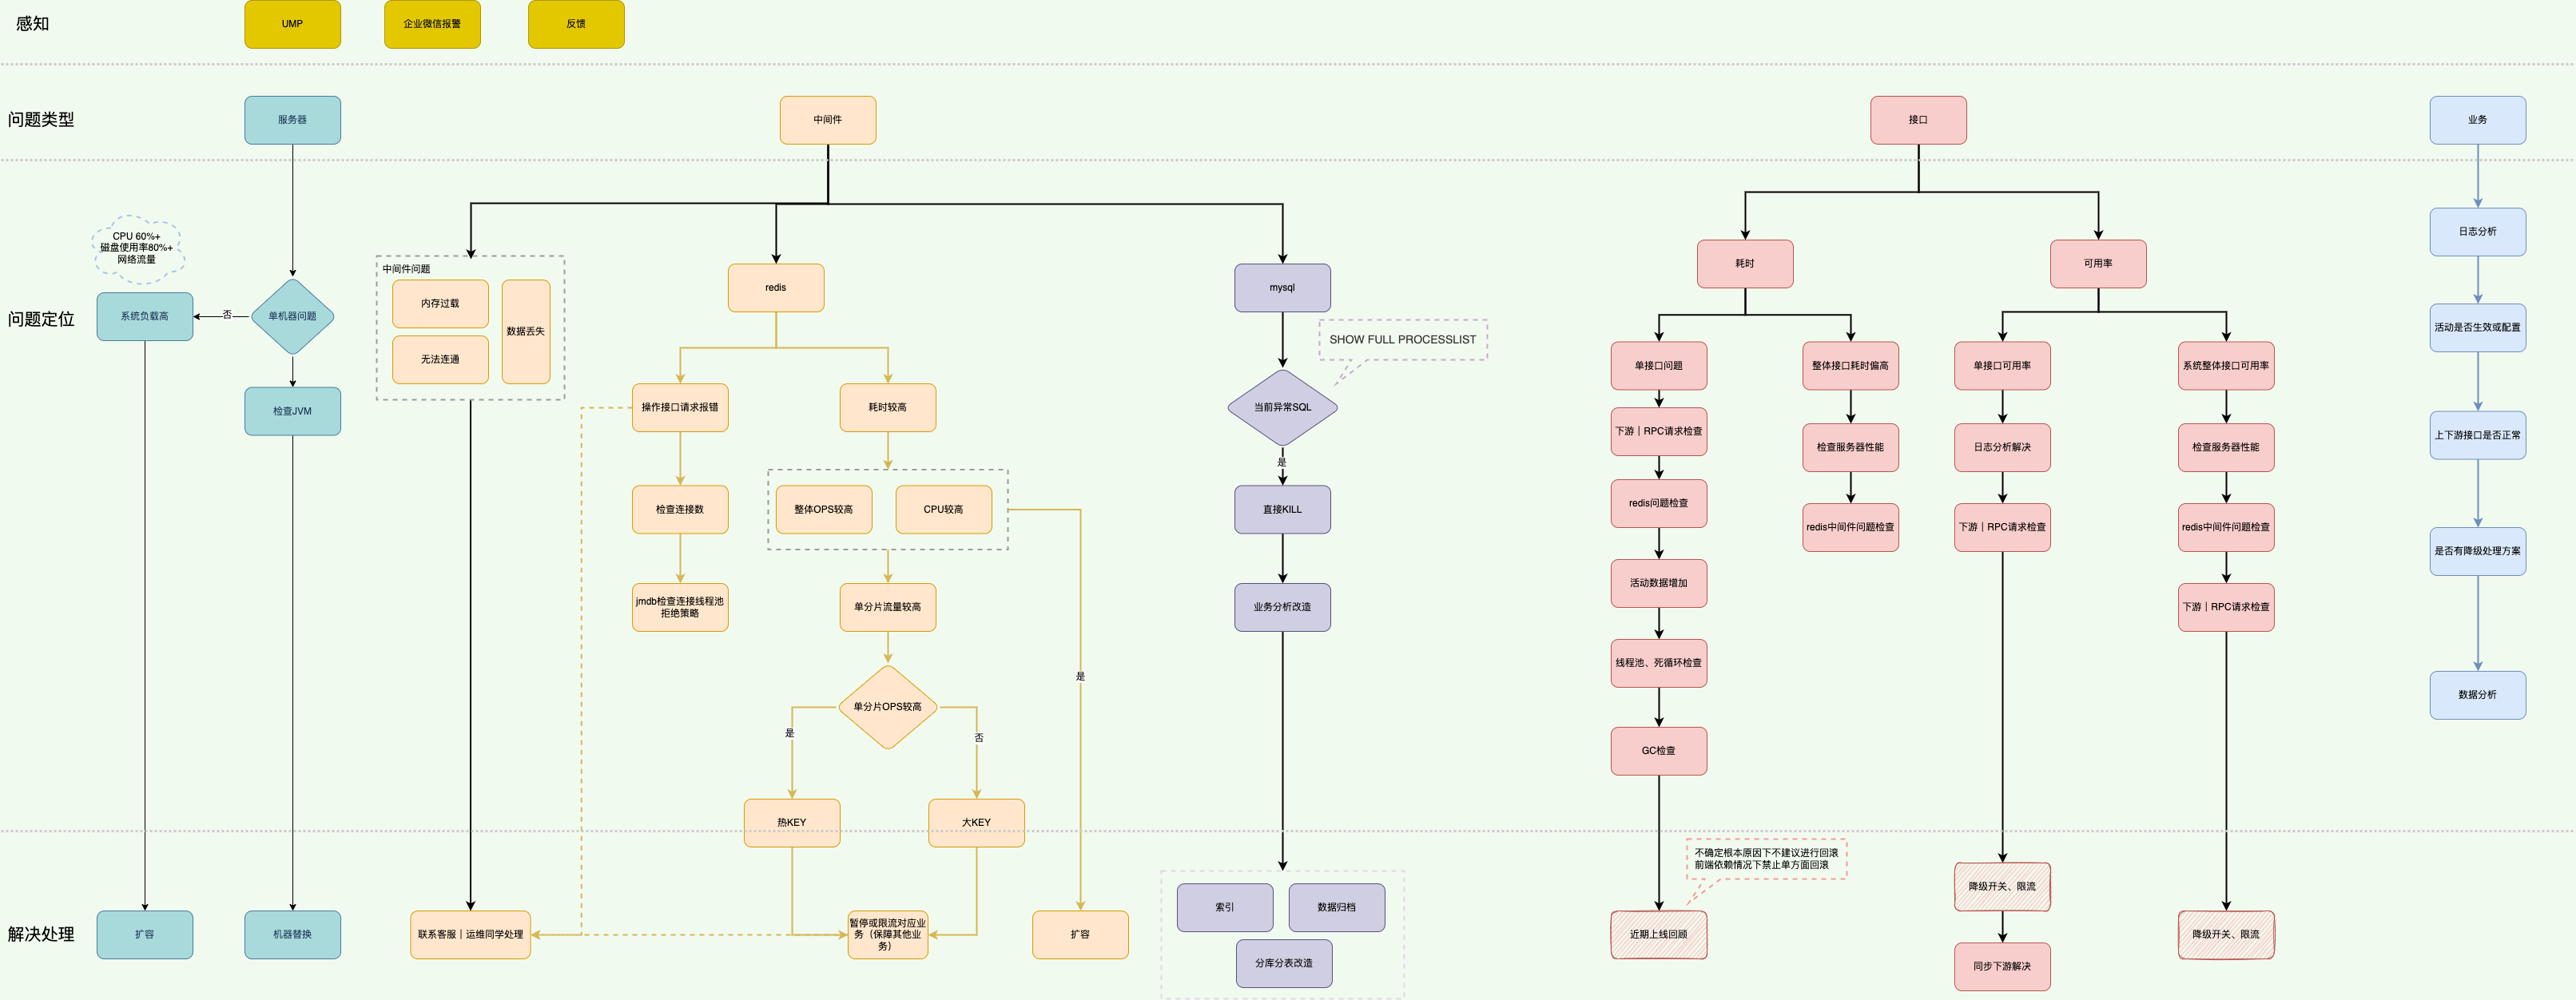 感知
UMP
企业微信报警
反馈
问题类型
服务器
中间件
接口
业务
问题定位
CPU 60%+
磁盘使用率80%+
网络流量
系统负载高
否
单机器问题
检查JVM
中间件问题
内存过载
无法连通
数据丢失
redis
操作接口请求报错
耗时较高
检查连接数
jmdb检查连接线程池
拒绝策略
整体OPS较高
CPU较高
单分片流量较高
单分片OPS较高
是
否
是
热KEY
大KEY
mysql
SHOW FULL PROCESSLIST
当前异常SQL
是
直接KILL
业务分析改造
耗时
可用率
单接口问题
下游｜RPC请求检查
redis问题检查
活动数据增加
线程池、死循环检查
GC检查
整体接口耗时偏高
检查服务器性能
redis中间件问题检查
单接口可用率
日志分析解决
下游｜RPC请求检查
系统整体接口可用率
检查服务器性能
redis中间件问题检查
下游｜RPC请求检查
日志分析
活动是否生效或配置
上下游接口是否正常
是否有降级处理方案
数据分析
解决处理
扩容
机器替换
联系客服｜运维同学处理
暂停或限流对应业
务（保障其他业
务）
扩容
索引
数据归档
分库分表改造
不确定根本原因下不建议进行回滚
前端依赖情况下禁止单方面回滚
近期上线回顾
降级开关、限流
同步下游解决
降级开关、限流